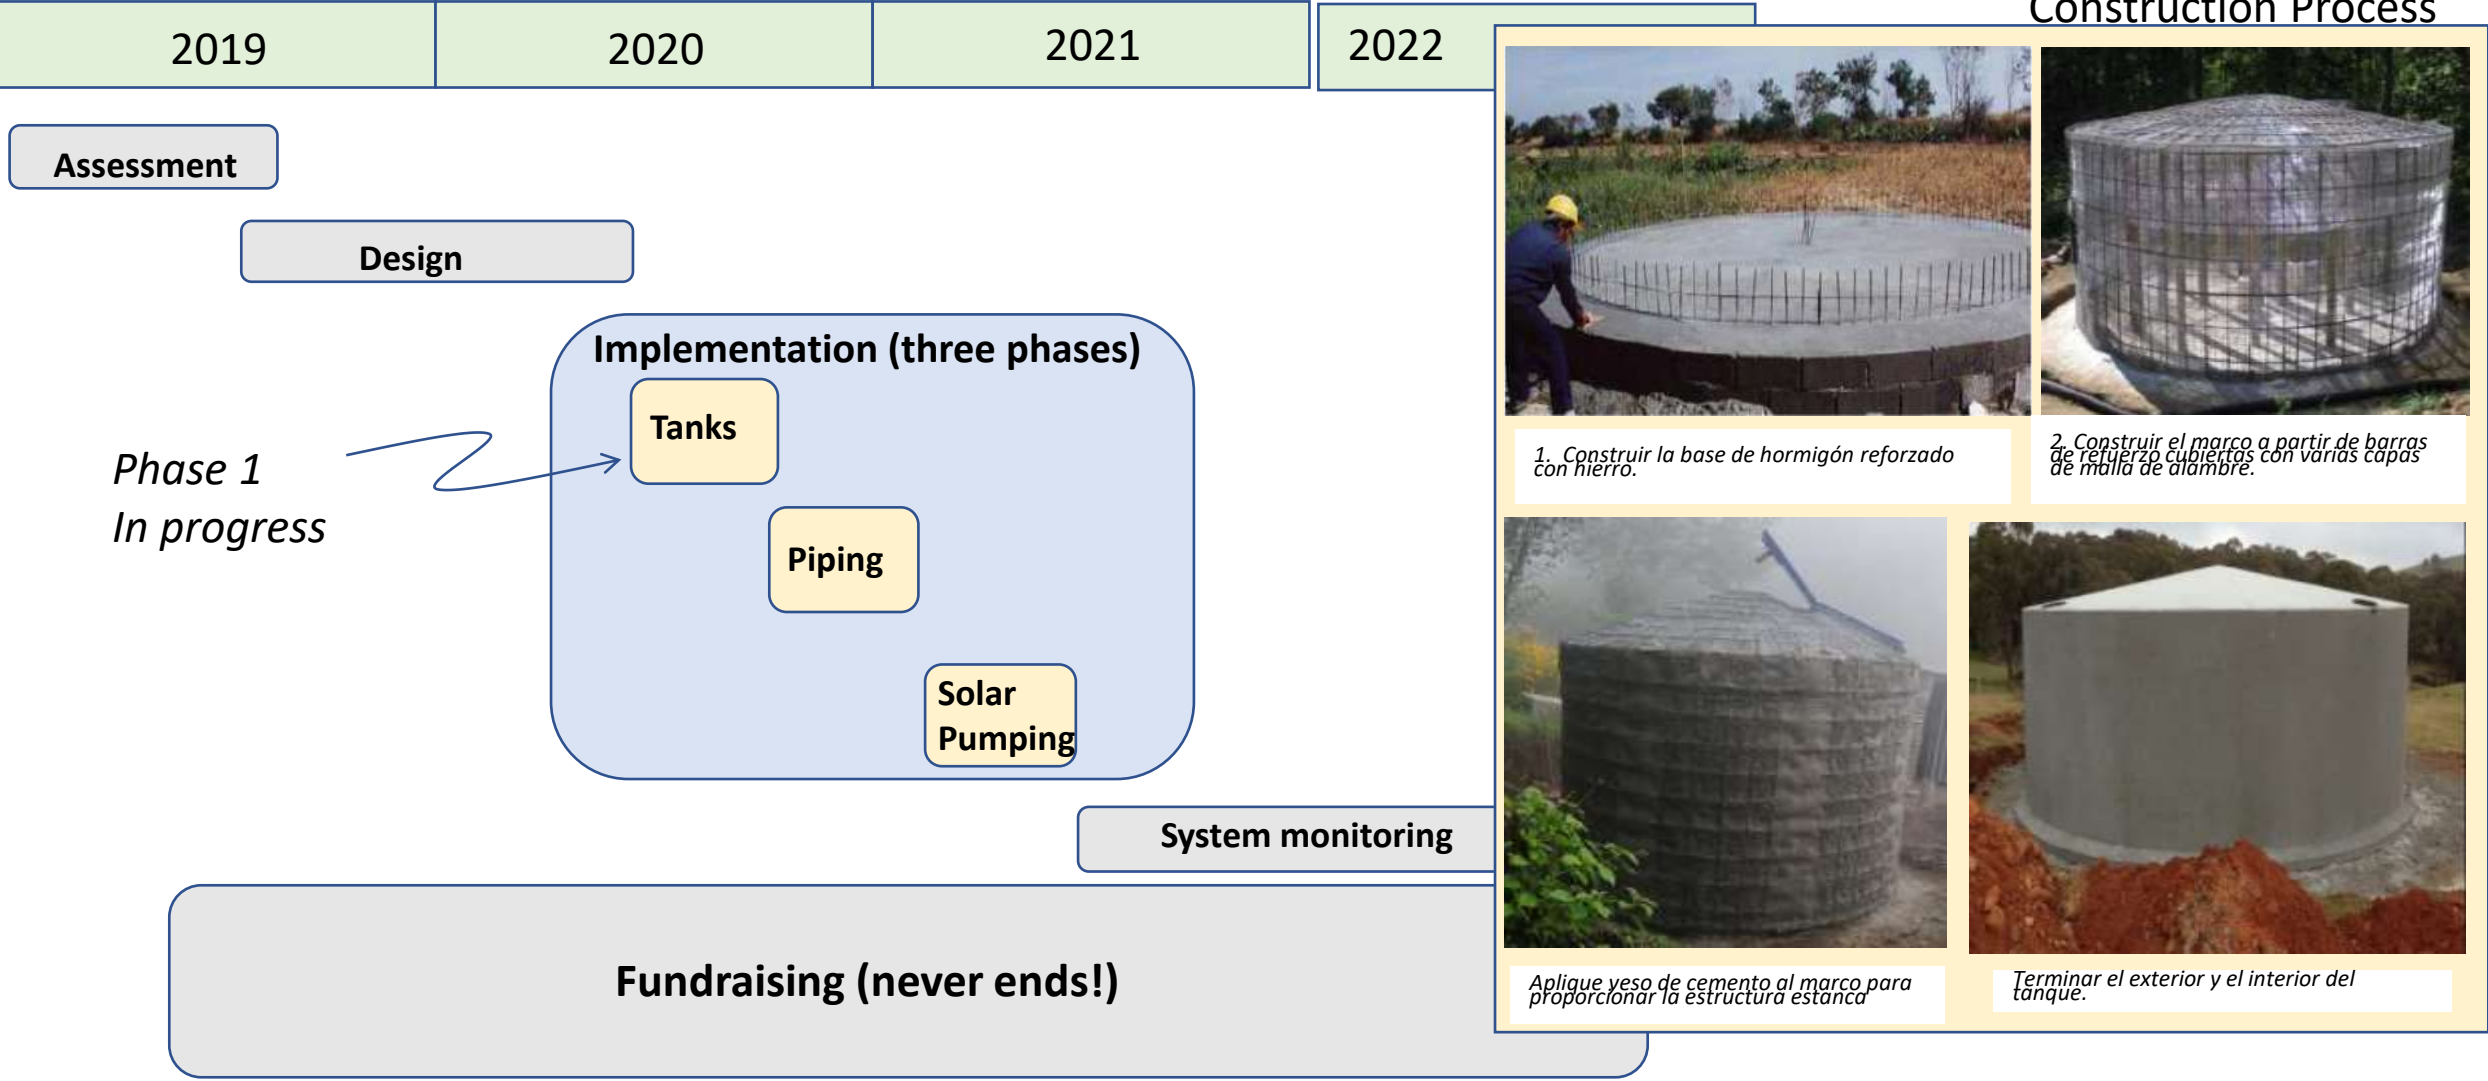 Construction Process
2019
2020
2021
2022
Assessment
Design
Implementation (three phases)
Tanks
Phase 1
In progress
Piping
Solar
Pumping
System monitoring
Fundraising (never ends!)
1. Construir la base de hormigón reforzado
con hierro.
2. Construir el marco a partir de barras
de refuerzo cubiertas con varias capas
de malla de alambre.
Aplique yeso de cemento al marco para
proporcionar la estructura estanca
Terminar el exterior y el interior del
tanque.